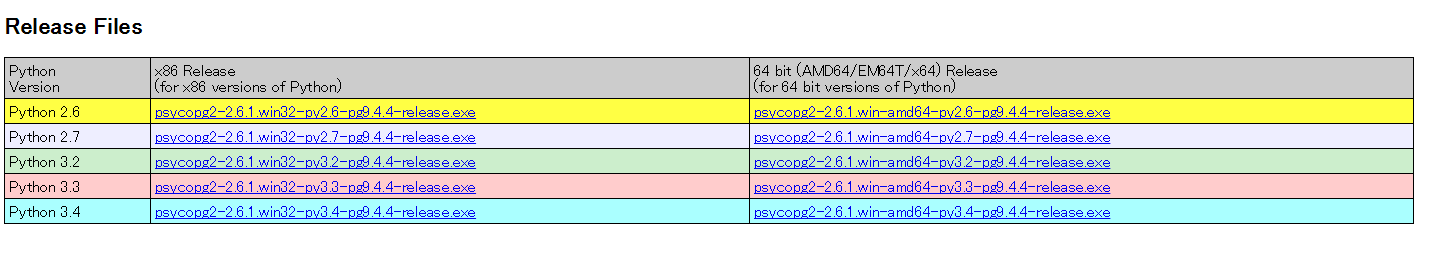 Release Files
Python
Version
x86 Release
(for x86 versions of Python)
64 bit (AMD64/EM64T/x64) Release
(for 64 bit versions of Python)
Python 2.6
psycopg2-2.6.1.win32-py2.6-pg9.4.4-release.exe
psycopg2-2.6.1.win-amd64-py2.6-pg9.4.4-release.exe
Python 2.7
psycopg2-2.6.1.win32-py2.7-pg9.4.4-release.exe
psycopg2-2.6.1.win-amd64-py2.7-pg9.4.4-release.exe
Python 3.2
psycopg2-2.6.1.win32-py3.2-pg9.4.4-release.exe
psycopg2-2.6.1.win-amd64-py3.2-pg9.4.4-release.exe
Python 3.3
psycopg2-2.6.1.win32-py3.3-pg9.4.4-release.exe
psycopg2-2.6.1.win-amd64-py3.3-pg9.4.4-release.exe
Python 3.4
psycopg2-2.6.1.win32-py3.4-pg9.4.4-release.exe
psycopg2-2.6.1.win-amd64-py3.4-pg9.4.4-release.exe